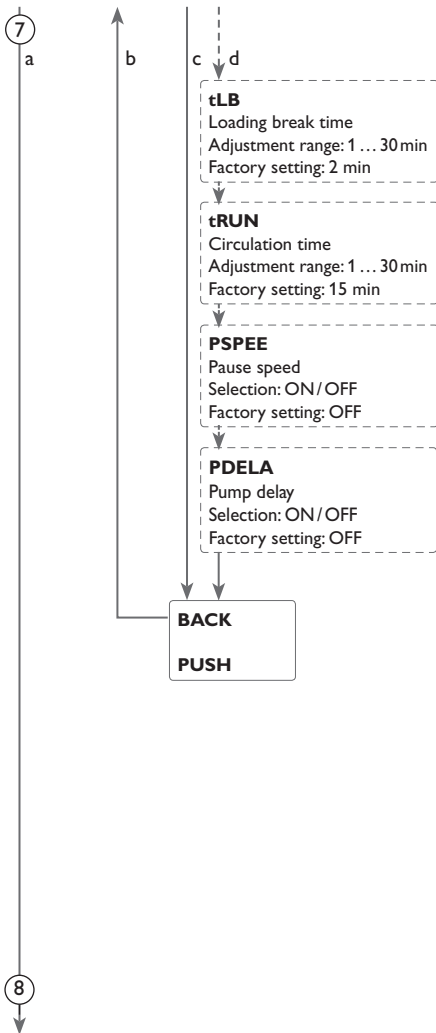 7
a
b
c
d
tLB
Loading break time
Adjustment range: 1 … 30 min
Factory setting: 2 min
tRUN
Circulation time
Adjustment range: 1 … 30 min
Factory setting: 15 min
PSPEE
Pause speed
Selection: ON / OFF
Factory setting: OFF
PDELA
Pump delay
Selection: ON / OFF
Factory setting: OFF
BACK
PUSH
8